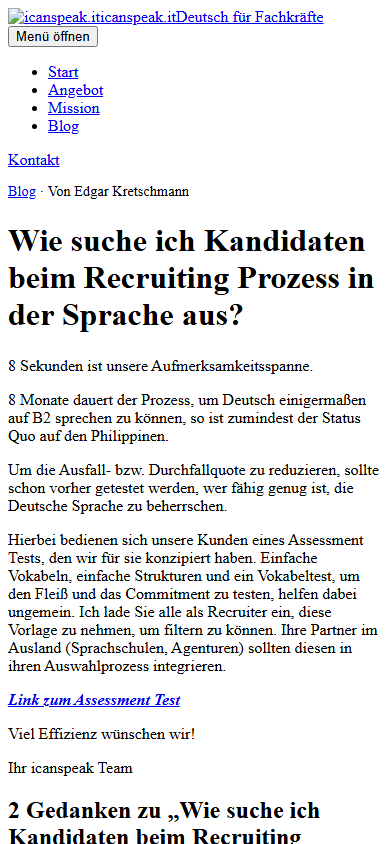 icanspeak.iticanspeak.itDeutsch für Fachkräfte
Menü öffnen
Start
Angebot
Mission
Blog
Kontakt
Blog · Von Edgar Kretschmann
Wie suche ich Kandidaten
beim Recruiting Prozess in
der Sprache aus?
8 Sekunden ist unsere Aufmerksamkeitsspanne.
8 Monate dauert der Prozess, um Deutsch einigermaßen
auf B2 sprechen zu können, so ist zumindest der Status
Quo auf den Philippinen.
Um die Ausfall- bzw. Durchfallquote zu reduzieren, sollte
schon vorher getestet werden, wer fähig genug ist, die
Deutsche Sprache zu beherrschen.
Hierbei bedienen sich unsere Kunden eines Assessment
Tests, den wir für sie konzipiert haben. Einfache
Vokabeln, einfache Strukturen und ein Vokabeltest, um
den Fleiß und das Commitment zu testen, helfen dabei
ungemein. Ich lade Sie alle als Recruiter ein, diese
Vorlage zu nehmen, um filtern zu können. Ihre Partner im
Ausland (Sprachschulen, Agenturen) sollten diesen in
ihren Auswahlprozess integrieren.
Link zum Assessment Test
Viel Effizienz wünschen wir!
Ihr icanspeak Team
2 Gedanken zu „Wie suche ich
Kandidaten beim Recruiting